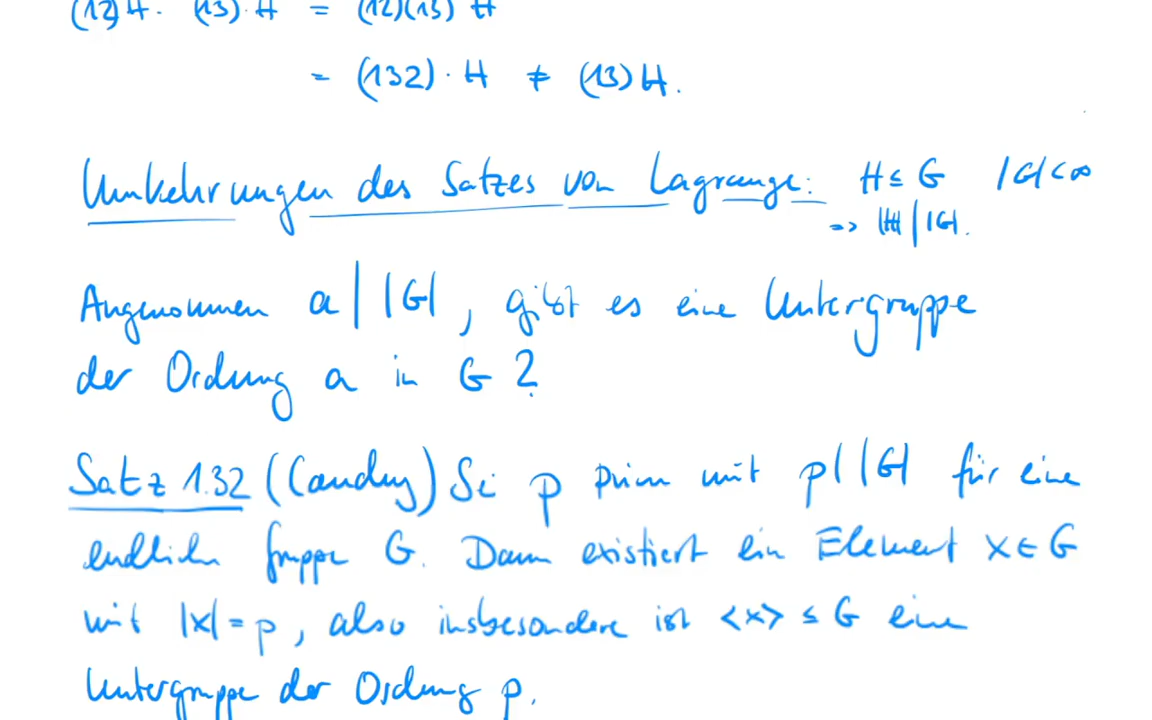 (12)H · (13)·H = (12)(13) H
= (132)·H ≠ (13)H.
Umkehrungen des Satzes von Lagrange: H ≤ G |G|<∞
=> |H| | |G|.
Angenommen a | |G|, gibt es eine Untergruppe
der Ordnung a in G ?
Satz 1.32 (Cauchy) Sei p prim mit p | |G| für eine
endliche Gruppe G. Dann existiert ein Element x ∈ G
mit |x| = p, also insbesondere ist <x> ≤ G eine
Untergruppe der Ordnung p.